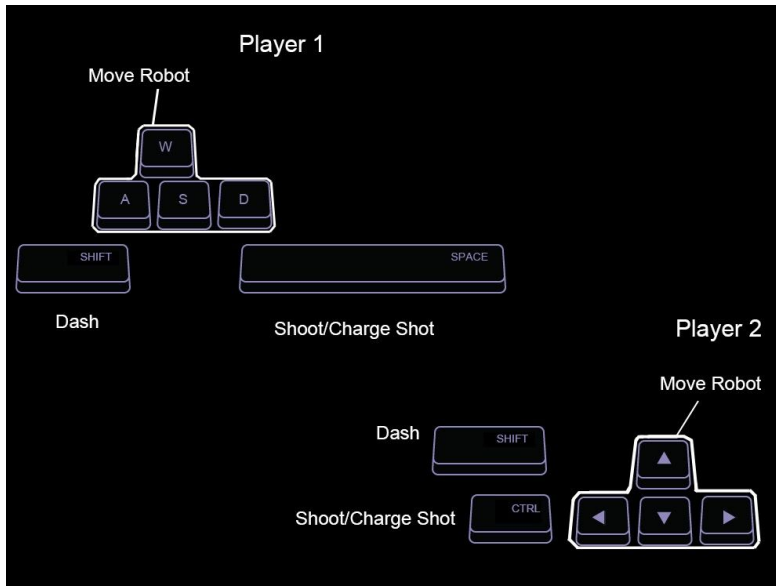 Player 1
Move Robot
W
A S D
SHIFT SPACE
Dash
Shoot/Charge Shot
Player 2
Move Robot
Dash SHIFT
Shoot/Charge Shot CTRL